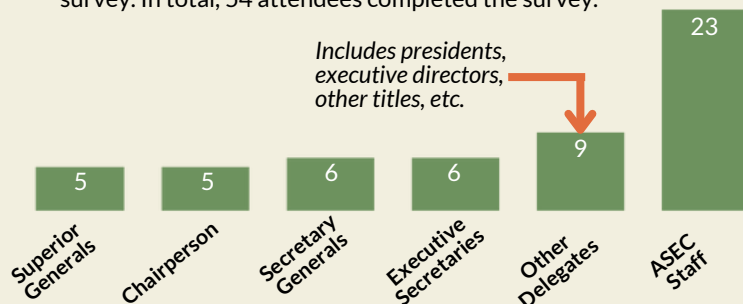 survey. In total, 54 attendees completed the survey.
Includes presidents,
executive directors,
other titles, etc.
23
9
6
6
5
5
Superior
Generals
Chairperson
Secretary
Generals
Executive
Secretaries
Other
Delegates
ASEC
Staff